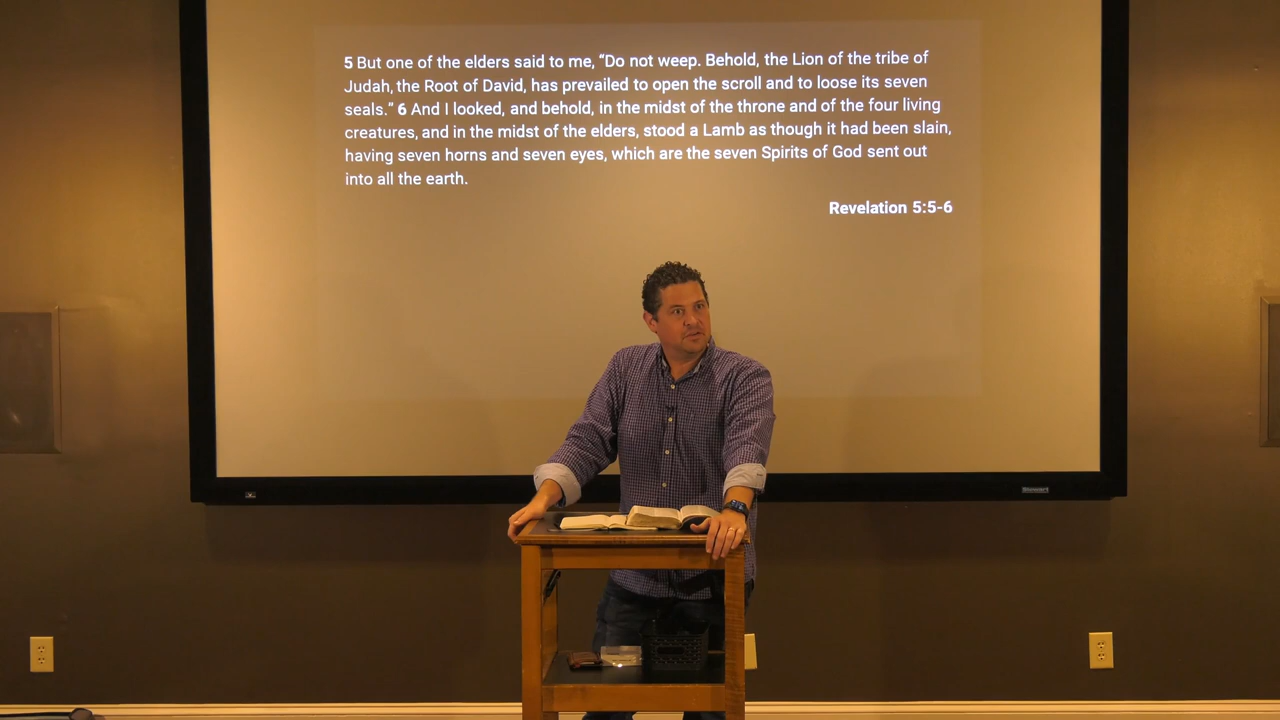 5 But one of the elders said to me, “Do not weep. Behold, the Lion of the tribe of
Judah, the Root of David, has prevailed to open the scroll and to loose its seven
seals.” 6 And I looked, and behold, in the midst of the throne and of the four living
creatures, and in the midst of the elders, stood a Lamb as though it had been slain,
having seven horns and seven eyes, which are the seven Spirits of God sent out
into all the earth.
Revelation 5:5-6
Stewart